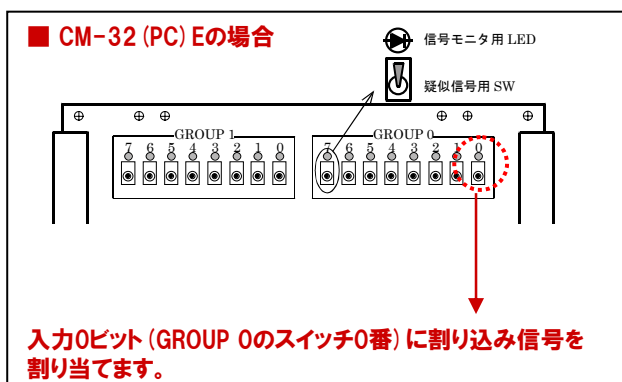 ■ CM-32(PC)Eの場合
信号モニタ用 LED
疑似信号用 SW
GROUP 1
GROUP 0
7 6 5 4 3 2 1 0
7 6 5 4 3 2 1 0
入力0ビット(GROUP 0のスイッチ0番)に割り込み信号を
割り当てます。